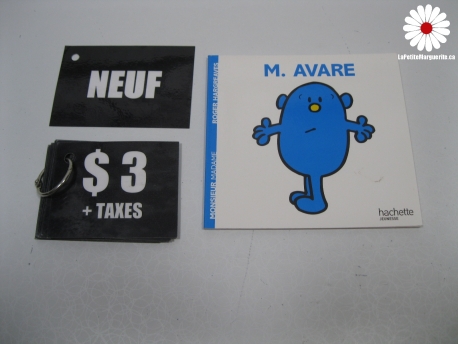 LaPetiteMarguerite.ca
NEUF
$3
+ TAXES
M. AVARE
MONSIEUR MADAME
ROGER HARGREAVES
hachette
JEUNESSE